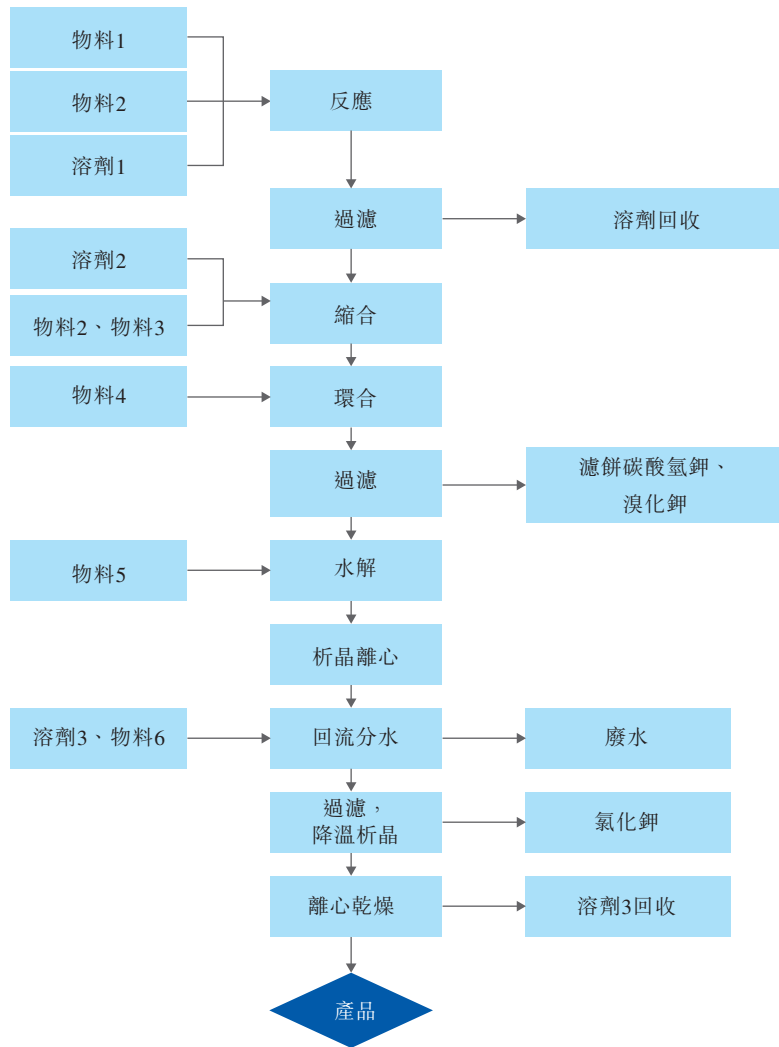 物料1
物料2
溶劑1
反應
過濾
溶劑回收
溶劑2
物料2、物料3
縮合
物料4
環合
過濾
濾餅碳酸氫鉀、
溴化鉀
物料5
水解
析晶離心
溶劑3、物料6
回流分水
廢水
過濾，
降溫析晶
氯化鉀
離心乾燥
溶劑3回收
產品